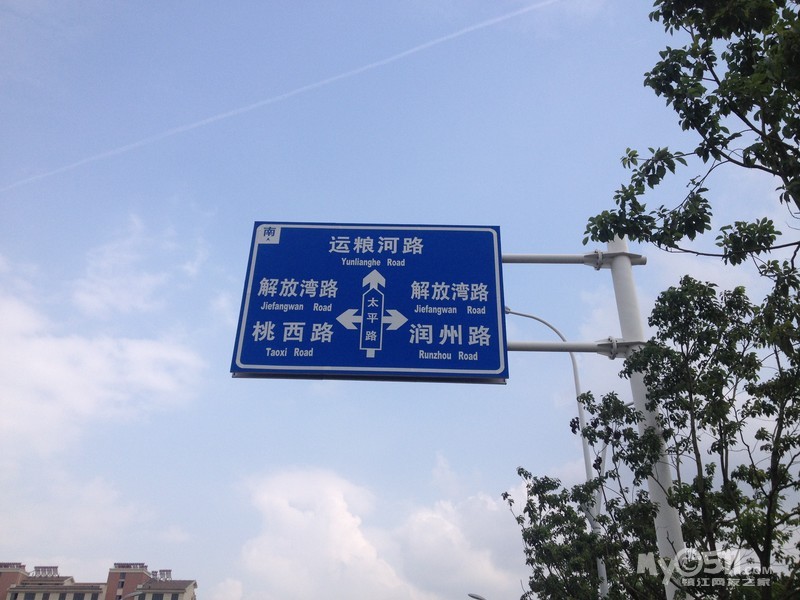 南
运粮河路
Yunlianghe Road
解放湾路
Jiefangwan Road
桃西路
Taoxi Road
太平路
解放湾路
Jiefangwan Road
润州路
Runzhou Road
镇江网友之家